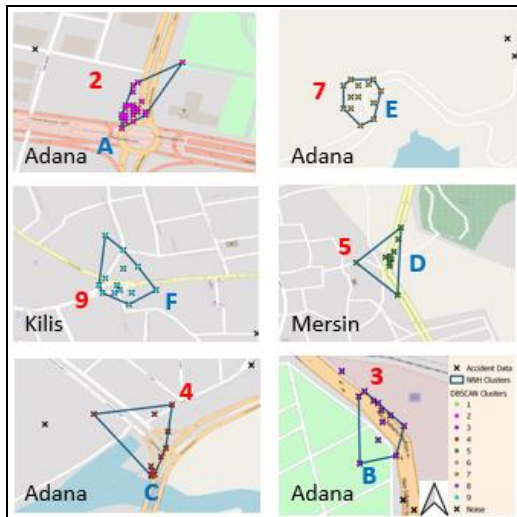 2
A
Adana
7
E
Adana
9
F
Kilis
5
D
Mersin
4
C
Adana
3
B
Adana
Accident Data
NNH Clusters
DBSCAN Clusters
1
2
3
4
5
6
7
8
9
Noise